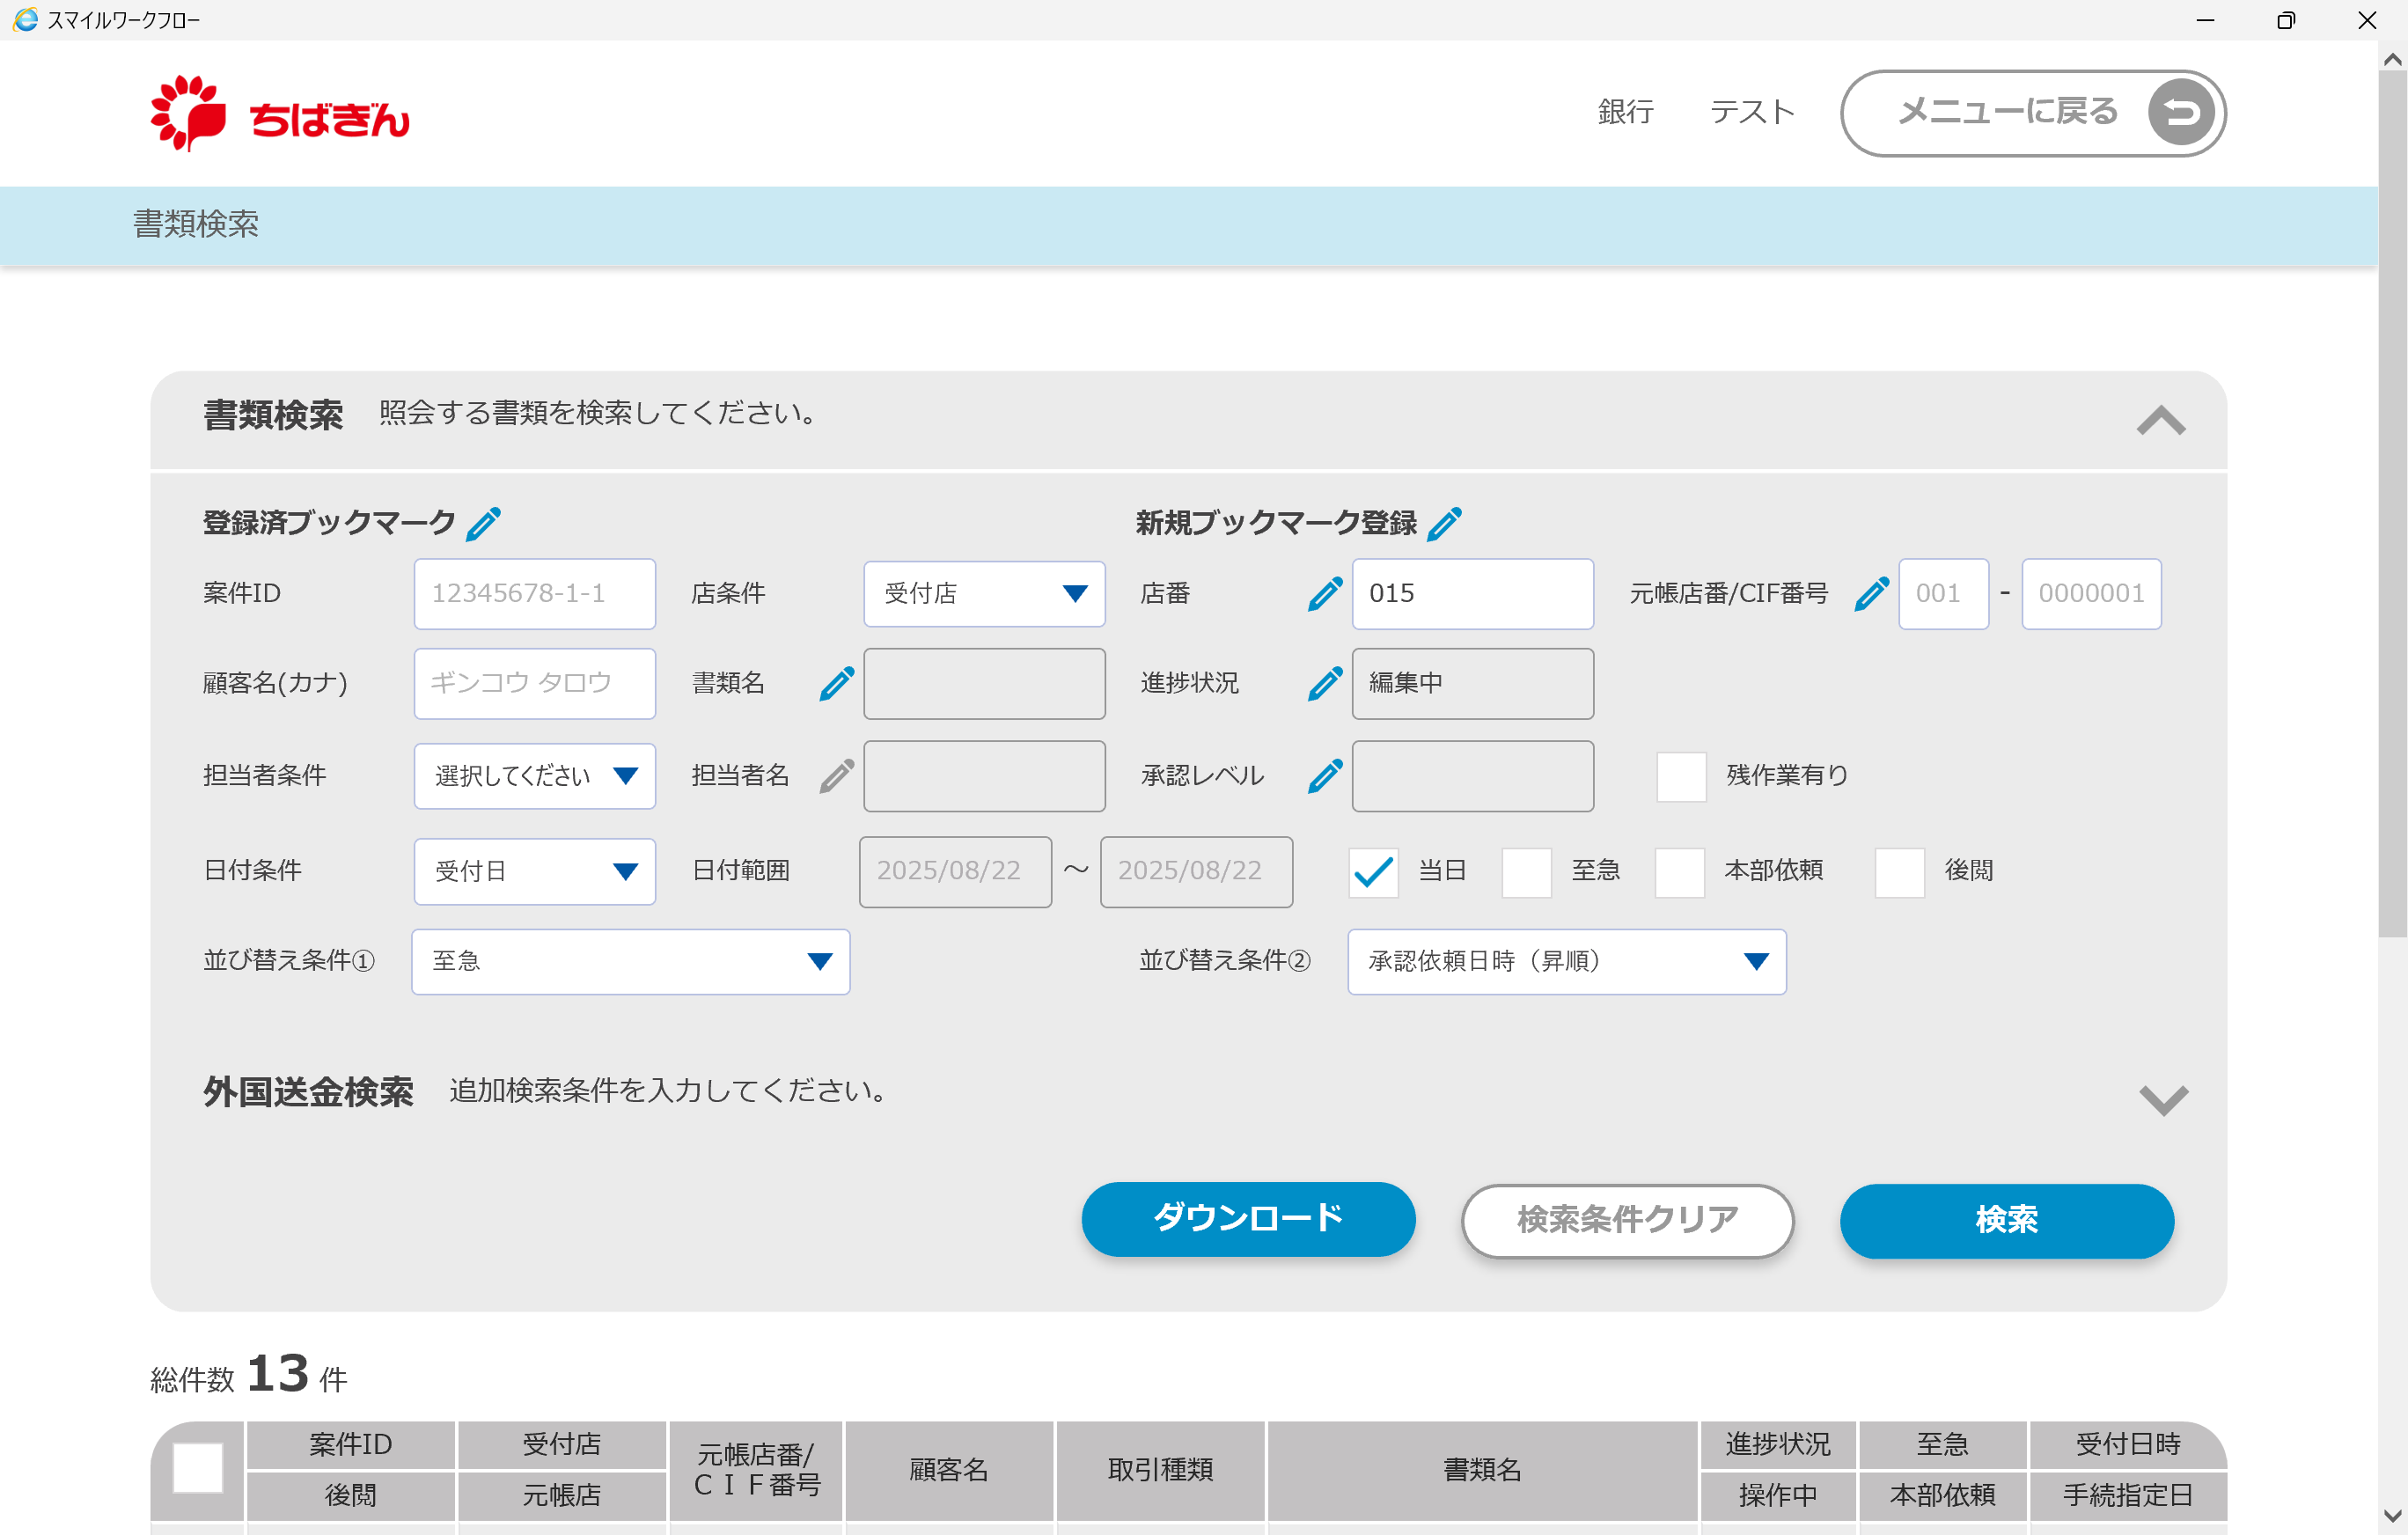 スマイルワークフロー
ちばぎん
銀行 テスト メニューに戻る
書類検索
書類検索 照会する書類を検索してください。
登録済ブックマーク 新規ブックマーク登録
案件ID 12345678-1-1 店条件 受付店 店番 015 元帳店番/CIF番号 001 - 0000001
顧客名(カナ) ギンコウ タロウ 書類名 進捗状況 編集中
担当者条件 選択してください 担当者名 承認レベル 残作業有り
日付条件 受付日 日付範囲 2025/08/22 ～ 2025/08/22 当日 至急 本部依頼 後閲
並び替え条件① 至急 並び替え条件② 承認依頼日時（昇順）
外国送金検索 追加検索条件を入力してください。
ダウンロード 検索条件クリア 検索
総件数 13 件
案件ID 受付店 元帳店番/ 顧客名 取引種類 書類名 進捗状況 至急 受付日時
後閲 元帳店 ＣＩＦ番号 操作中 本部依頼 手続指定日